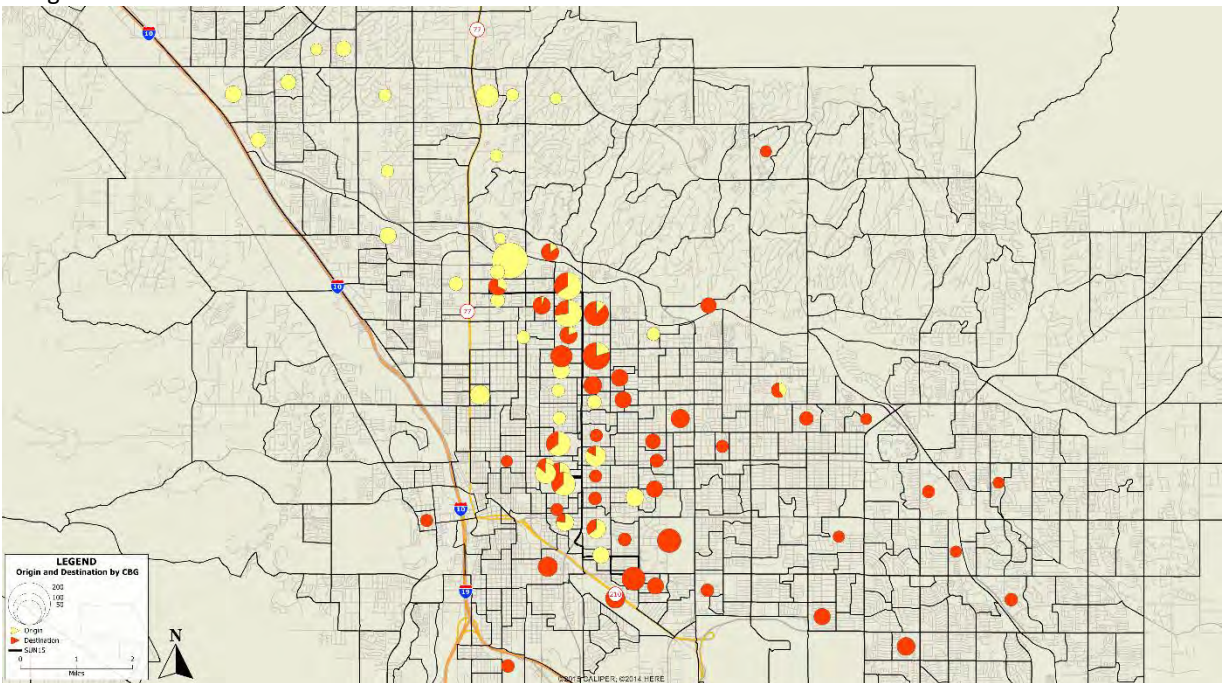 10
77
10
77
10
19
210
LEGEND
Origin and Destination by CBG
200
100
50
Origin
Destination
SUN15
0 1 2
Miles
N
©2015 CALIPER; ©2014 HERE